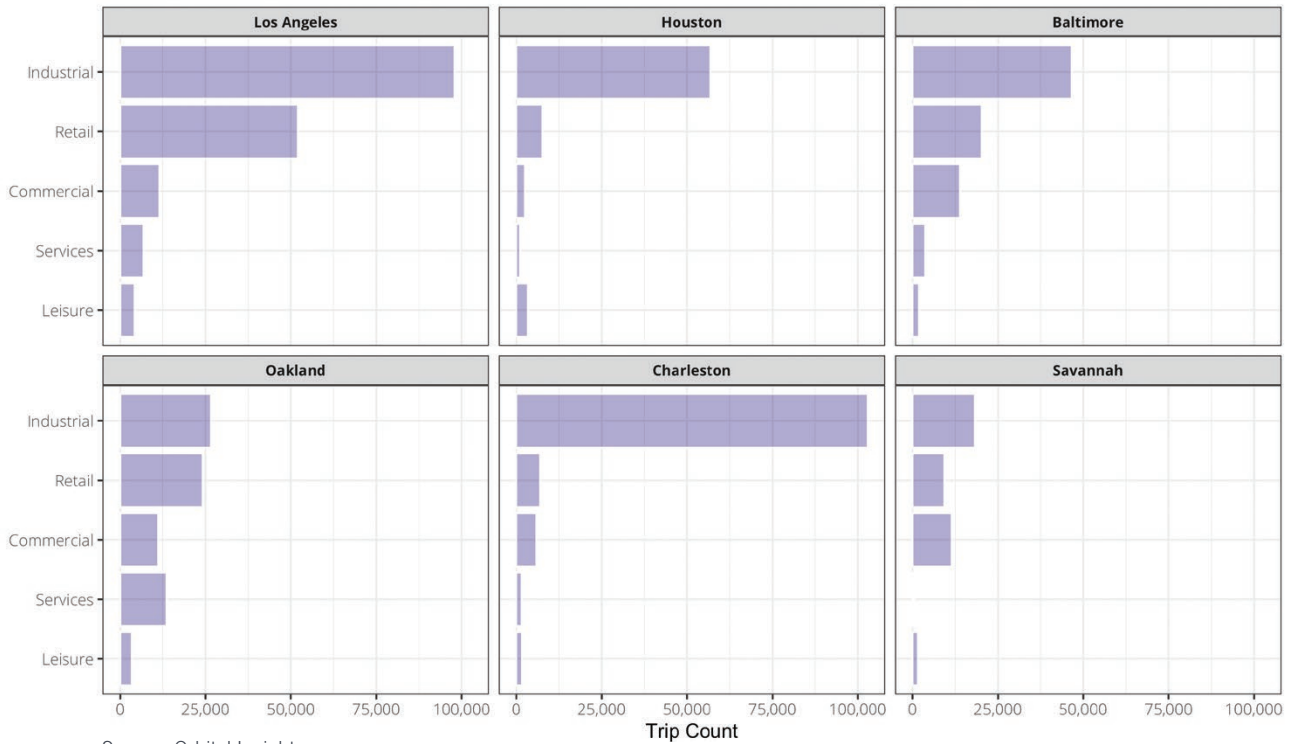 Los Angeles Houston Baltimore
Industrial
Retail
Commercial
Services
Leisure
Oakland Charleston Savannah
Industrial
Retail
Commercial
Services
Leisure
0 25,000 50,000 75,000 100,000 0 25,000 50,000 75,000 100,000 0 25,000 50,000 75,000 100,000
Trip Count